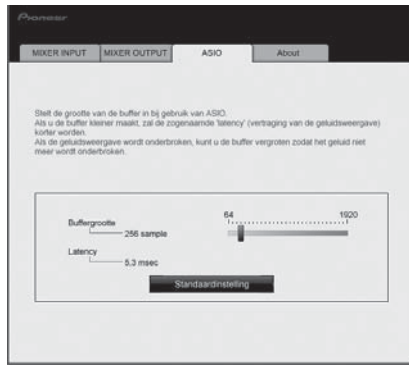 Pioneer
MIXER INPUT MIXER OUTPUT ASIO About
Stelt de grootte van de buffer in bij gebruik van ASIO.
Als u de buffer kleiner maakt, zal de zogenaamde 'latency' (vertraging van de geluidsweergave)
korter worden.
Als de geluidsweergave wordt onderbroken, kunt u de buffer vergroten zodat het geluid niet
meer wordt onderbroken.
64 1920
Buffergrootte
256 sample
Latency
5,3 msec
Standaardinstelling